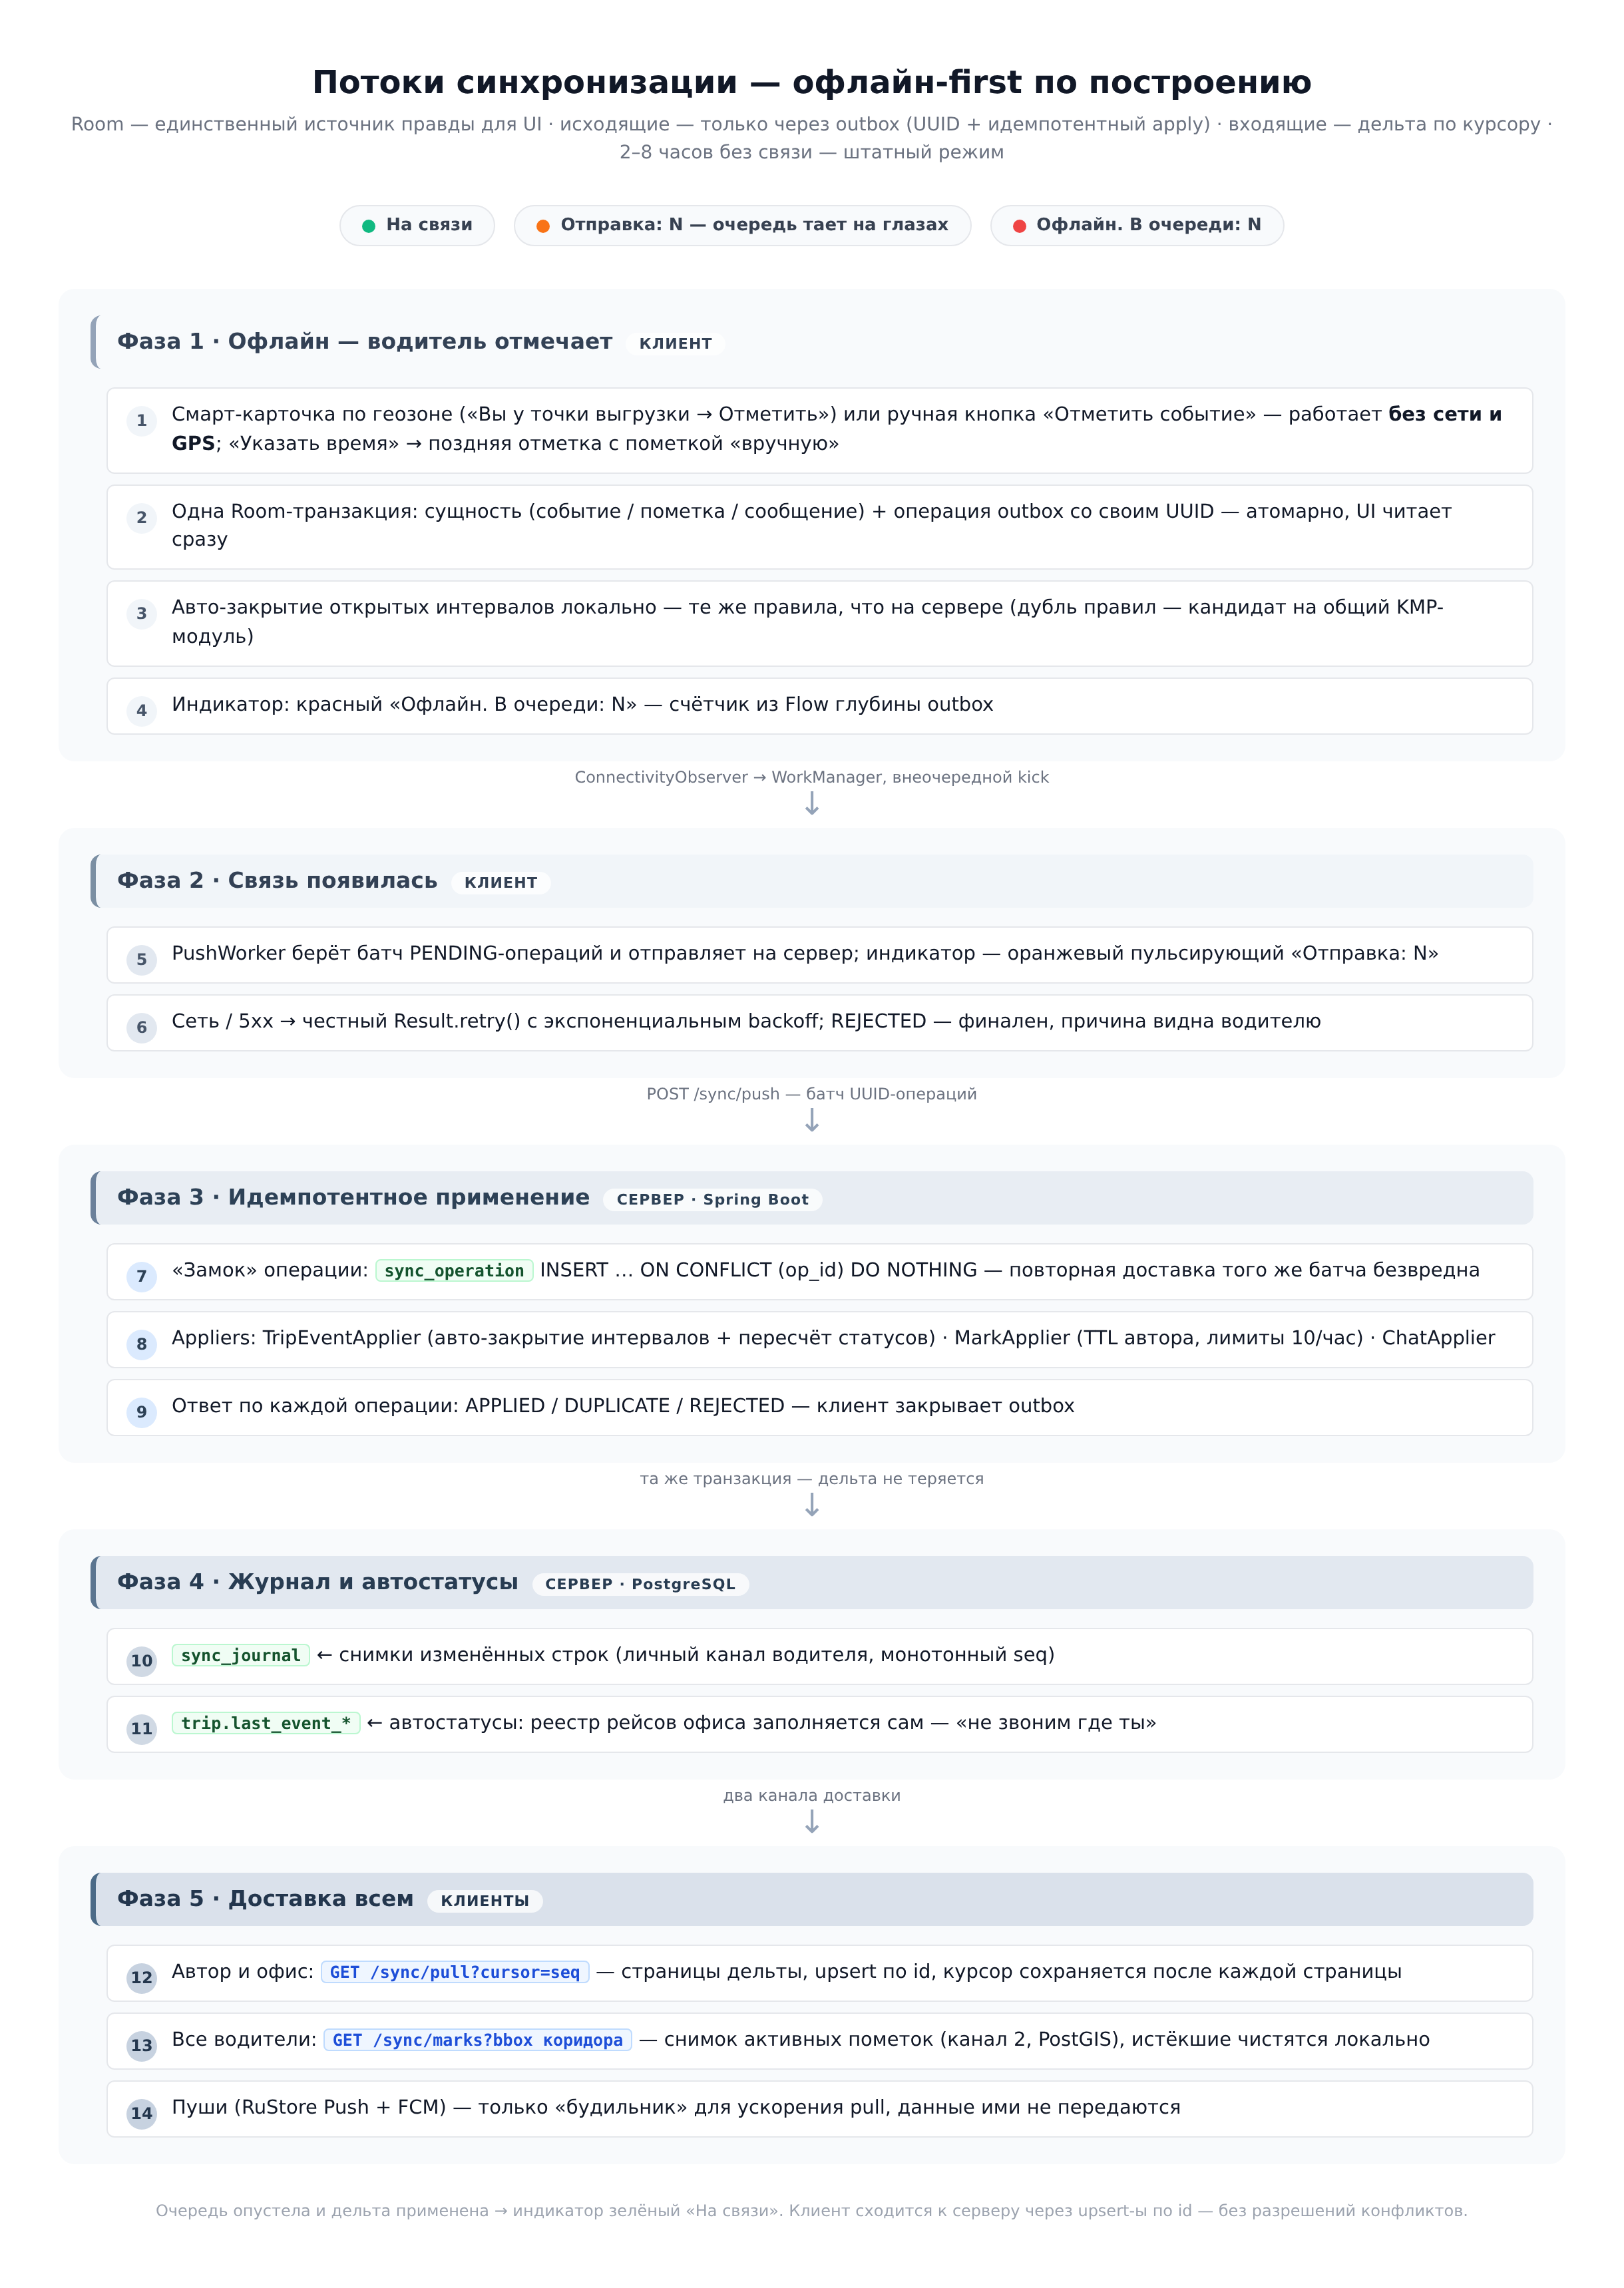 Потоки синхронизации — офлайн-first по построению
Room — единственный источник правды для UI · исходящие — только через outbox (UUID + идемпотентный apply) · входящие — дельта по курсору ·
2–8 часов без связи — штатный режим
На связи
Отправка: N — очередь тает на глазах
Офлайн. В очереди: N
Фаза 1 · Офлайн — водитель отмечает КЛИЕНТ
1 Смарт-карточка по геозоне («Вы у точки выгрузки → Отметить») или ручная кнопка «Отметить событие» — работает без сети и
GPS; «Указать время» → поздняя отметка с пометкой «вручную»
2 Одна Room-транзакция: сущность (событие / пометка / сообщение) + операция outbox со своим UUID — атомарно, UI читает
сразу
3 Авто-закрытие открытых интервалов локально — те же правила, что на сервере (дубль правил — кандидат на общий KMP-
модуль)
4 Индикатор: красный «Офлайн. В очереди: N» — счётчик из Flow глубины outbox
ConnectivityObserver → WorkManager, внеочередной kick
↓
Фаза 2 · Связь появилась КЛИЕНТ
5 PushWorker берёт батч PENDING-операций и отправляет на сервер; индикатор — оранжевый пульсирующий «Отправка: N»
6 Сеть / 5xx → честный Result.retry() с экспоненциальным backoff; REJECTED — финален, причина видна водителю
POST /sync/push — батч UUID-операций
↓
Фаза 3 · Идемпотентное применение СЕРВЕР · Spring Boot
7 «Замок» операции: sync_operation INSERT … ON CONFLICT (op_id) DO NOTHING — повторная доставка того же батча безвредна
8 Appliers: TripEventApplier (авто-закрытие интервалов + пересчёт статусов) · MarkApplier (TTL автора, лимиты 10/час) · ChatApplier
9 Ответ по каждой операции: APPLIED / DUPLICATE / REJECTED — клиент закрывает outbox
та же транзакция — дельта не теряется
↓
Фаза 4 · Журнал и автостатусы СЕРВЕР · PostgreSQL
10 sync_journal ← снимки изменённых строк (личный канал водителя, монотонный seq)
11 trip.last_event_* ← автостатусы: реестр рейсов офиса заполняется сам — «не звоним где ты»
два канала доставки
↓
Фаза 5 · Доставка всем КЛИЕНТЫ
12 Автор и офис: GET /sync/pull?cursor=seq — страницы дельты, upsert по id, курсор сохраняется после каждой страницы
13 Все водители: GET /sync/marks?bbox коридора — снимок активных пометок (канал 2, PostGIS), истёкшие чистятся локально
14 Пуши (RuStore Push + FCM) — только «будильник» для ускорения pull, данные ими не передаются
Очередь опустела и дельта применена → индикатор зелёный «На связи». Клиент сходится к серверу через upsert-ы по id — без разрешений конфликтов.